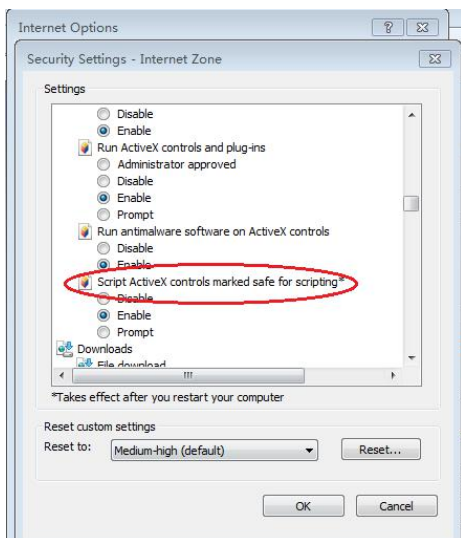 Internet Options
Security Settings - Internet Zone
Settings
Disable
Enable
Run ActiveX controls and plug-ins
Administrator approved
Disable
Enable
Prompt
Run antimalware software on ActiveX controls
Disable
Enable
Script ActiveX controls marked safe for scripting*
Disable
Enable
Prompt
Downloads
File download
*Takes effect after you restart your computer
Reset custom settings
Reset to:
Medium-high (default)
Reset...
OK
Cancel